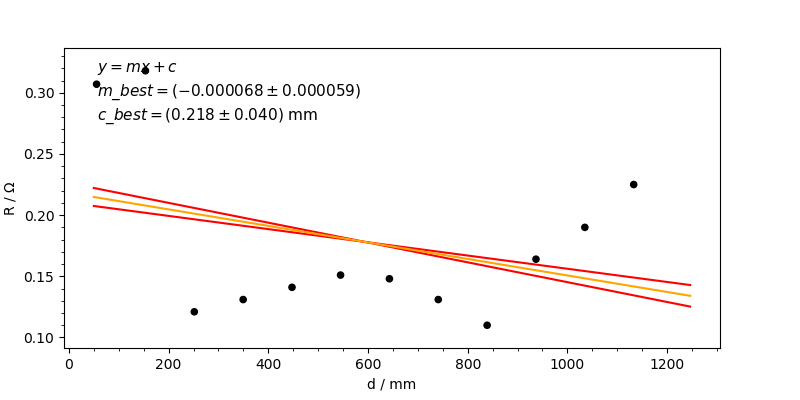 y = mx + c
m_best = (−0.000068 ± 0.000059)
c_best = (0.218 ± 0.040) mm
R / Ω
0.30
0.25
0.20
0.15
0.10
0 200 400 600 800 1000 1200
d / mm